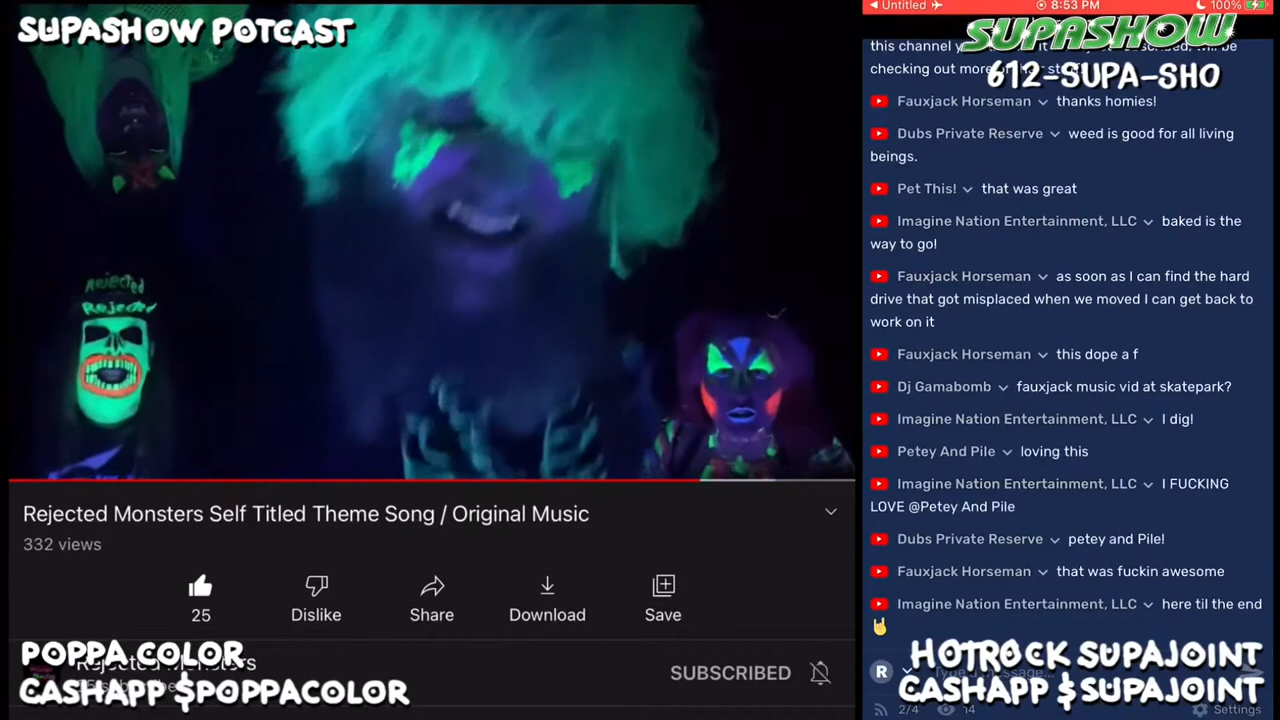 SUPASHOW POTCAST
Rejected
Rejected
Rejected Monsters Self Titled Theme Song / Original Music
332 views
25
Dislike
Share
Download
Save
Rejected Monsters
SUBSCRIBED
POPPA COLOR
CASHAPP $POPPACOLOR
Untitled
8:53 PM
100%
SUPASHOW
612-SUPA-SHO
this channel
be
checking out more
Fauxjack Horseman thanks homies!
Dubs Private Reserve weed is good for all living
beings.
Pet This! that was great
Imagine Nation Entertainment, LLC baked is the
way to go!
Fauxjack Horseman as soon as I can find the hard
drive that got misplaced when we moved I can get back to
work on it
Fauxjack Horseman this dope a f
Dj Gamabomb fauxjack music vid at skatepark?
Imagine Nation Entertainment, LLC I dig!
Petey And Pile loving this
Imagine Nation Entertainment, LLC I FUCKING
LOVE @Petey And Pile
Dubs Private Reserve petey and Pile!
Fauxjack Horseman that was fuckin awesome
Imagine Nation Entertainment, LLC here til the end
R
HOTROCK SUPAJOINT
CASHAPP $SUPAJOINT
2/4
14
Settings